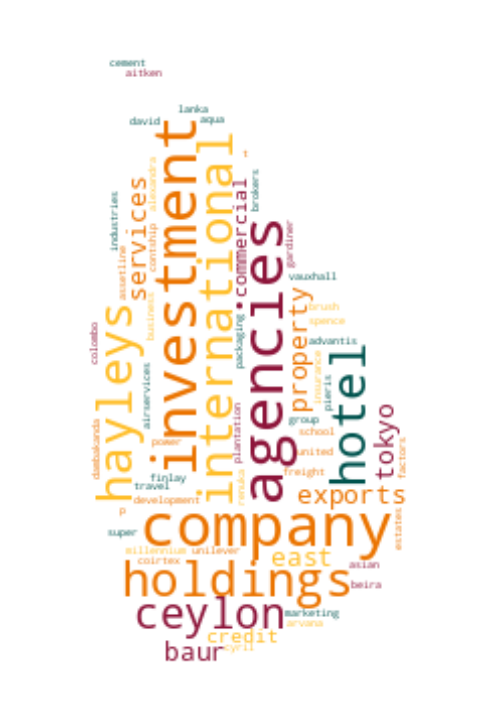 cement
aitken
lanka
david
aqua
investment
international
t
alexandra
services
commercial
brokers
industries
agencies
gardiner
contship
assetline
vauxhall
business
property
brush
spence
hayleys
colombo
packaging
advantis
hotel
insurance
airservices
pieris
plantation
tokyo
group
school
dambakanda
power
united
factors
finlay
travel
renuka
freight
exports
development
p
estates
company
super
millennium
unilever
east
coirtex
asian
holdings
beira
ceylon
marketing
arvana
credit
cyril
baur